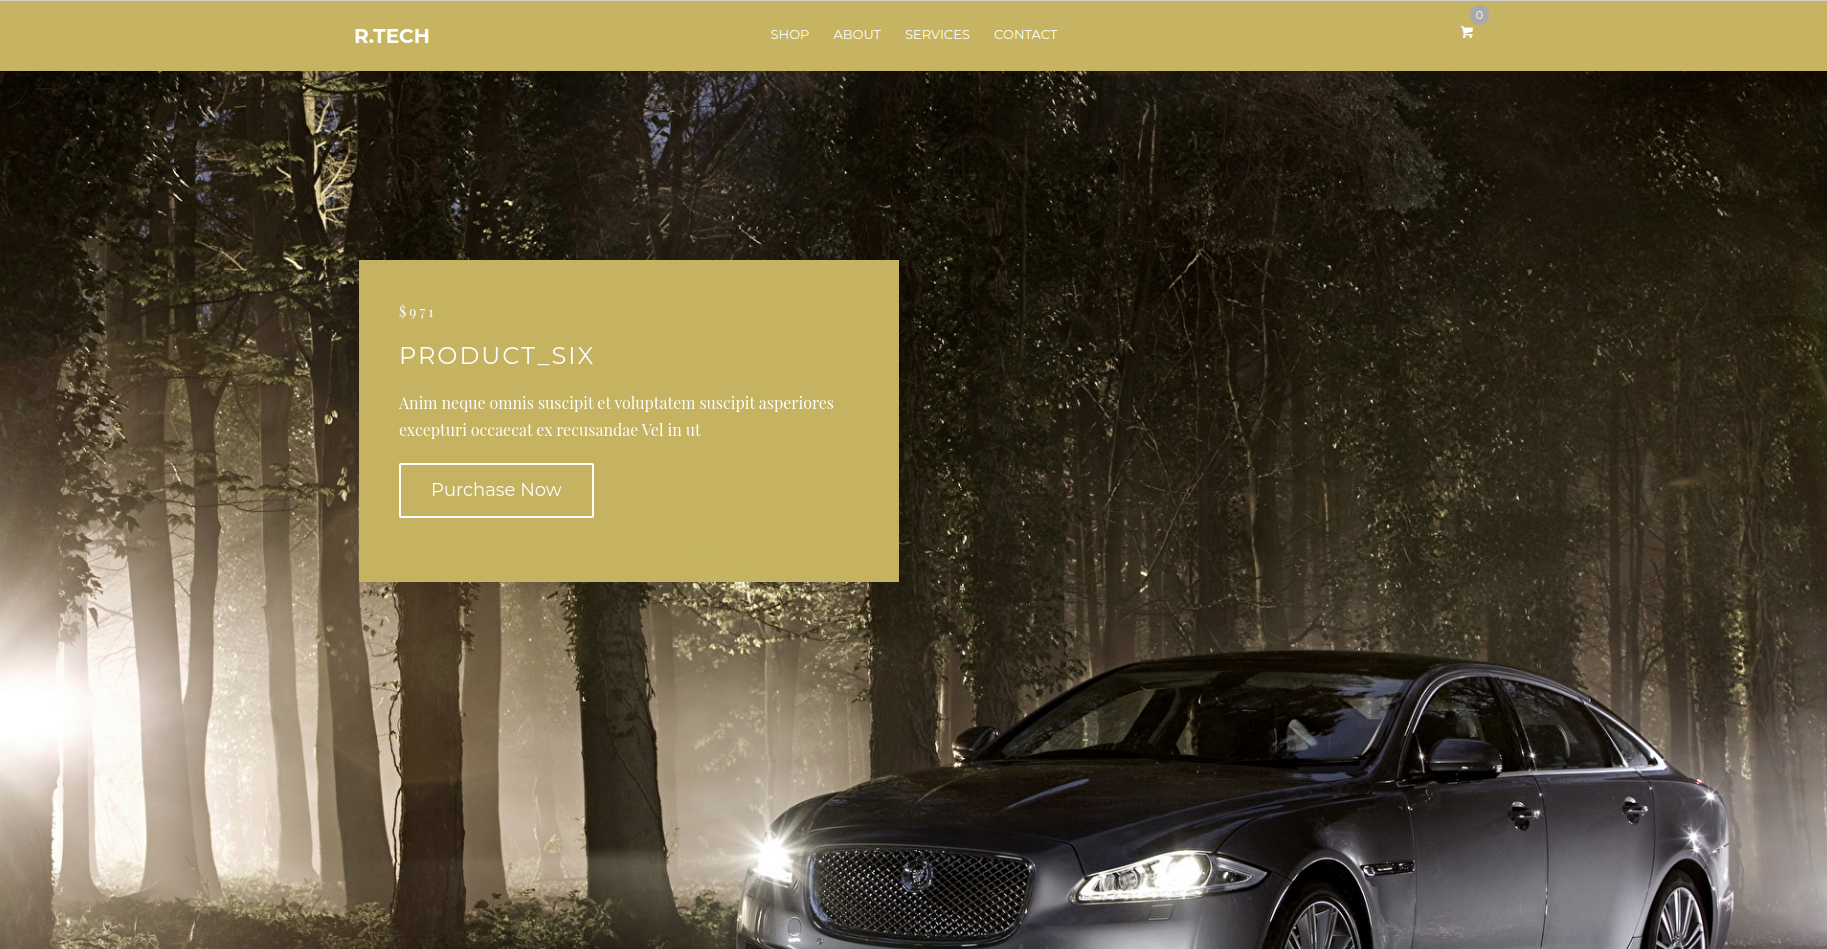 R.TECH
SHOP ABOUT SERVICES CONTACT
0
$971
PRODUCT_SIX
Anim neque omnis suscipit et voluptatem suscipit asperiores
excepturi occaecat ex recusandae Vel in ut
Purchase Now